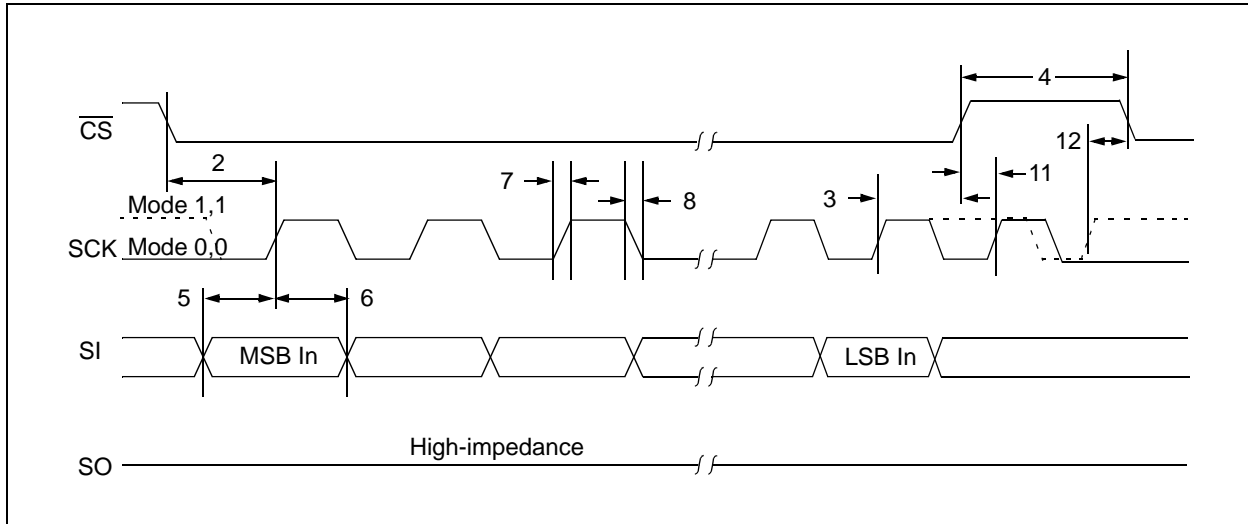 4
CS
12
2
11
7
3
8
Mode 1,1
SCK Mode 0,0
5
6
SI
MSB In
LSB In
High-impedance
SO